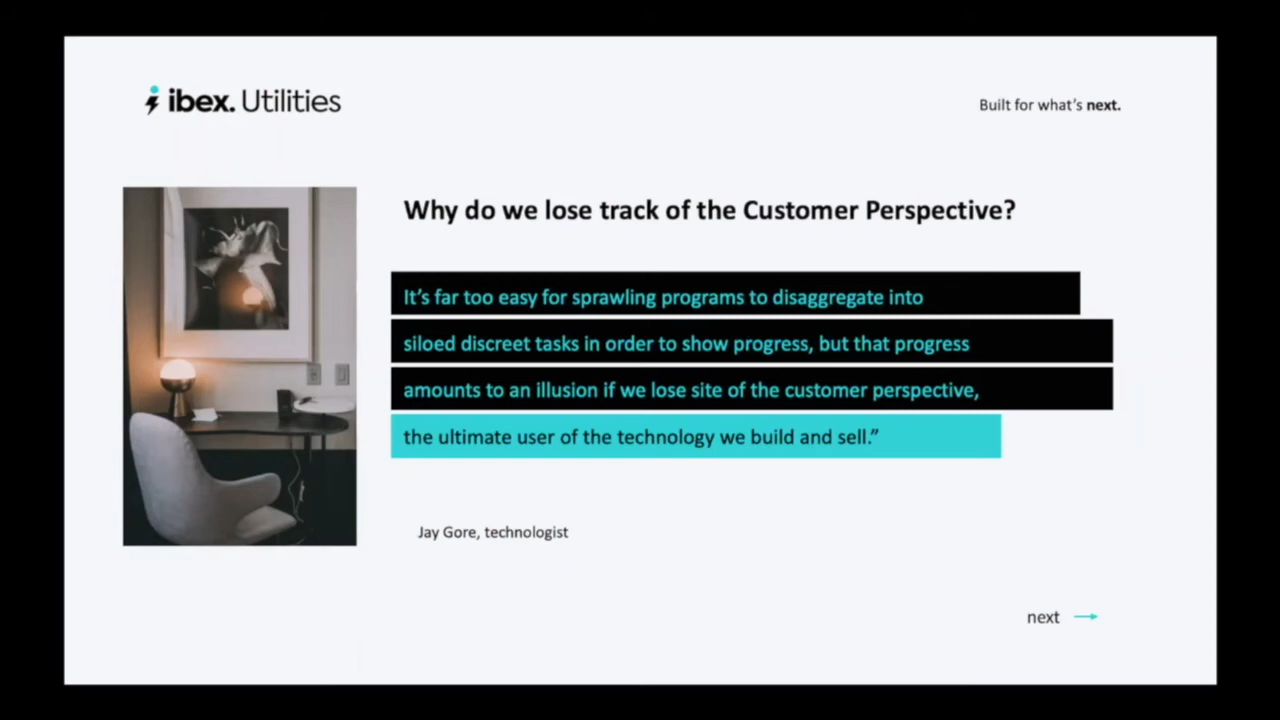 ibex. Utilities
Built for what's next.
Why do we lose track of the Customer Perspective?
It's far too easy for sprawling programs to disaggregate into
siloed discreet tasks in order to show progress, but that progress
amounts to an illusion if we lose site of the customer perspective,
the ultimate user of the technology we build and sell.”
Jay Gore, technologist
next